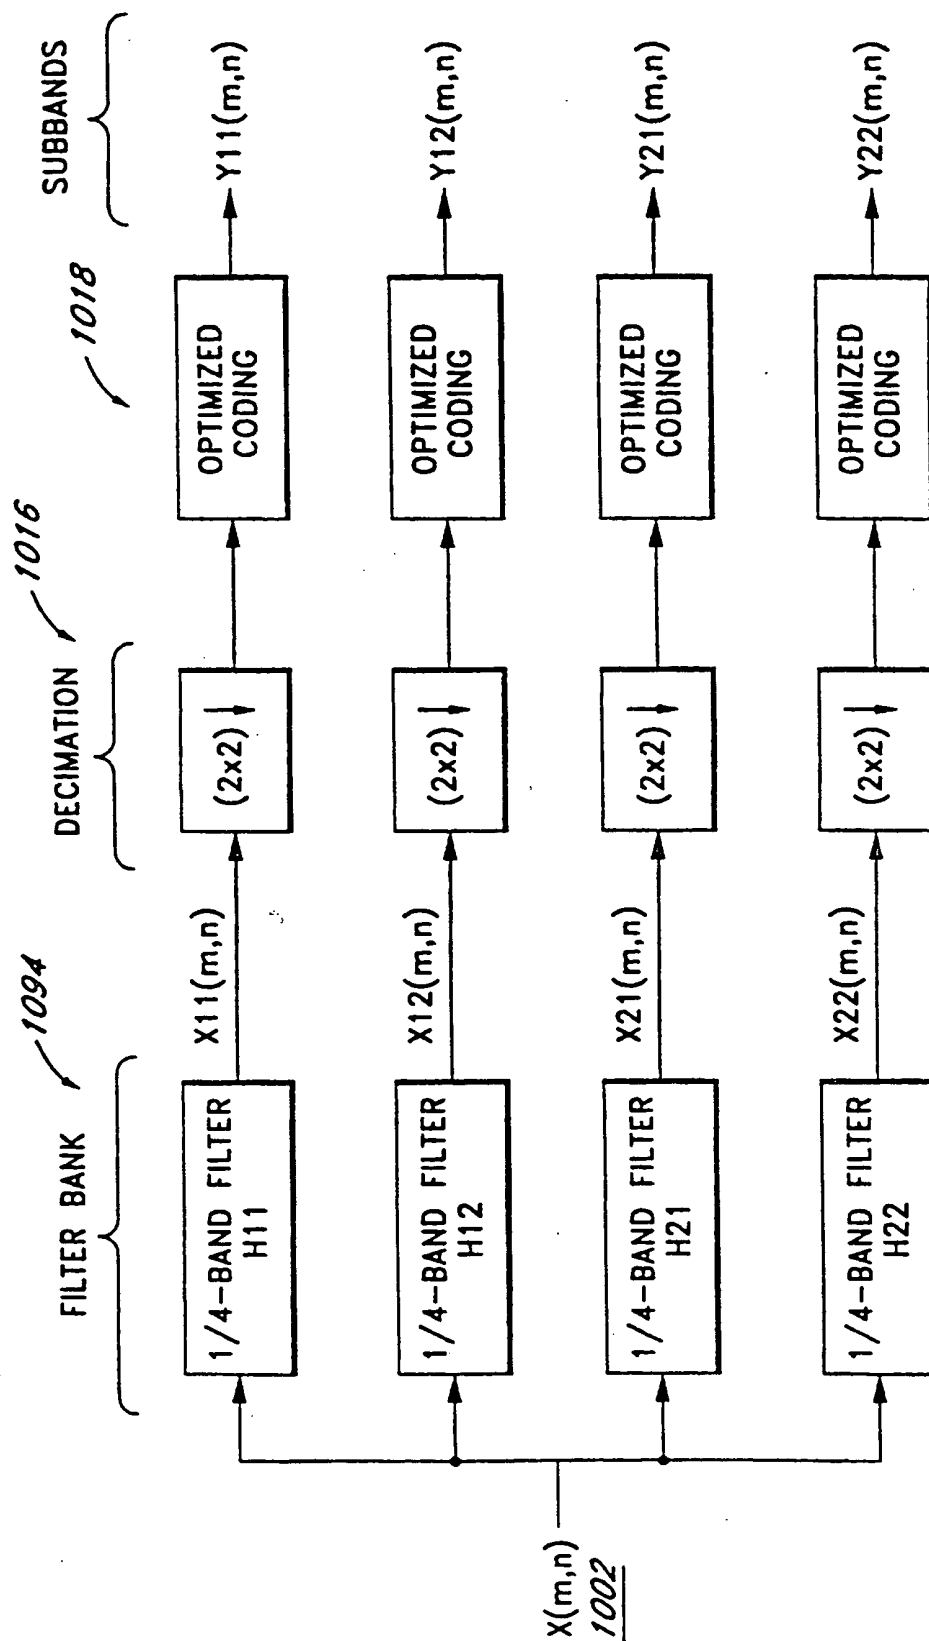 FILTER BANK
1094
DECIMATION
1016
1018
SUBBANDS
X(m,n)
1002
1/4-BAND FILTER
H11
X11(m,n)
(2x2)↓
OPTIMIZED
CODING
Y11(m,n)
1/4-BAND FILTER
H12
X12(m,n)
(2x2)↓
OPTIMIZED
CODING
Y12(m,n)
1/4-BAND FILTER
H21
X21(m,n)
(2x2)↓
OPTIMIZED
CODING
Y21(m,n)
1/4-BAND FILTER
H22
X22(m,n)
(2x2)↓
OPTIMIZED
CODING
Y22(m,n)